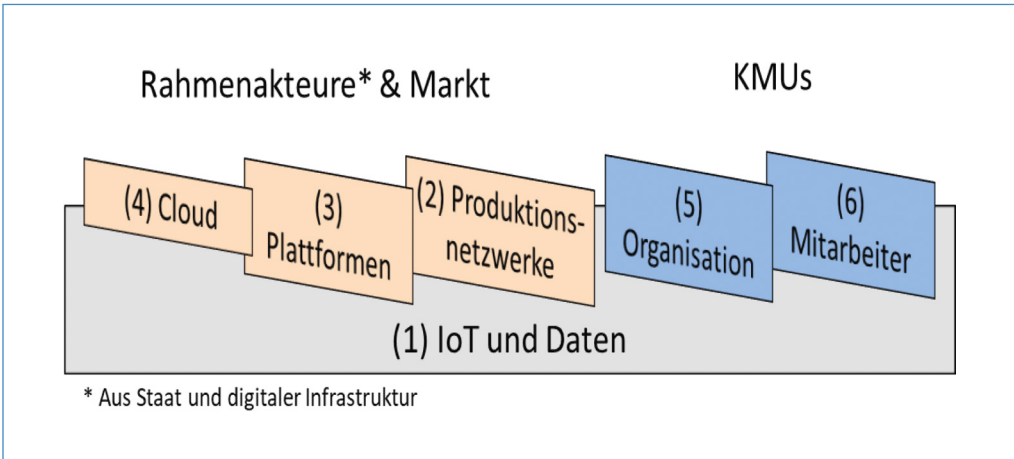 Rahmenakteure* & Markt
KMUs
(4) Cloud
(3)
Plattformen
(2) Produktions-
netzwerke
(5)
Organisation
(6)
Mitarbeiter
(1) IoT und Daten
* Aus Staat und digitaler Infrastruktur